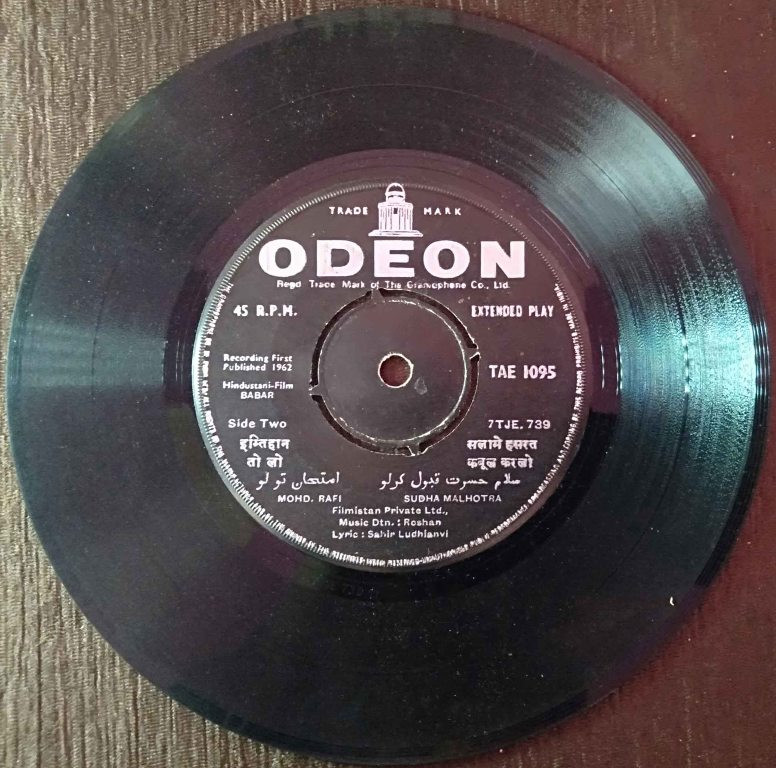 TRADE MARK
ODEON
Regd. Trade Mark of The Gramophone Co., Ltd.
45 R.P.M.
EXTENDED PLAY
Recording First
Published 1962
TAE 1095
Hindustani-Film
BABAR
Side Two
7TJE. 739
इम्तिहान
तो लो
सलामे हसरत
कबूल करलो
امتحان تو لو
سلام حسرت قبول کرلو
MOHD. RAFI
SUDHA MALHOTRA
Filmistan Private Ltd.,
Music Dtn. : Roshan
Lyric : Sahir Ludhianvi